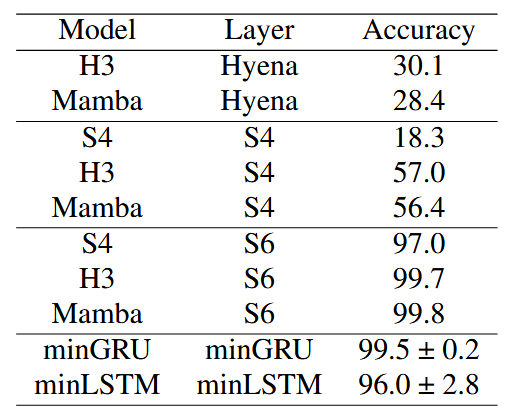 Model Layer Accuracy
H3 Hyena 30.1
Mamba Hyena 28.4
S4 S4 18.3
H3 S4 57.0
Mamba S4 56.4
S4 S6 97.0
H3 S6 99.7
Mamba S6 99.8
minGRU minGRU 99.5 ± 0.2
minLSTM minLSTM 96.0 ± 2.8